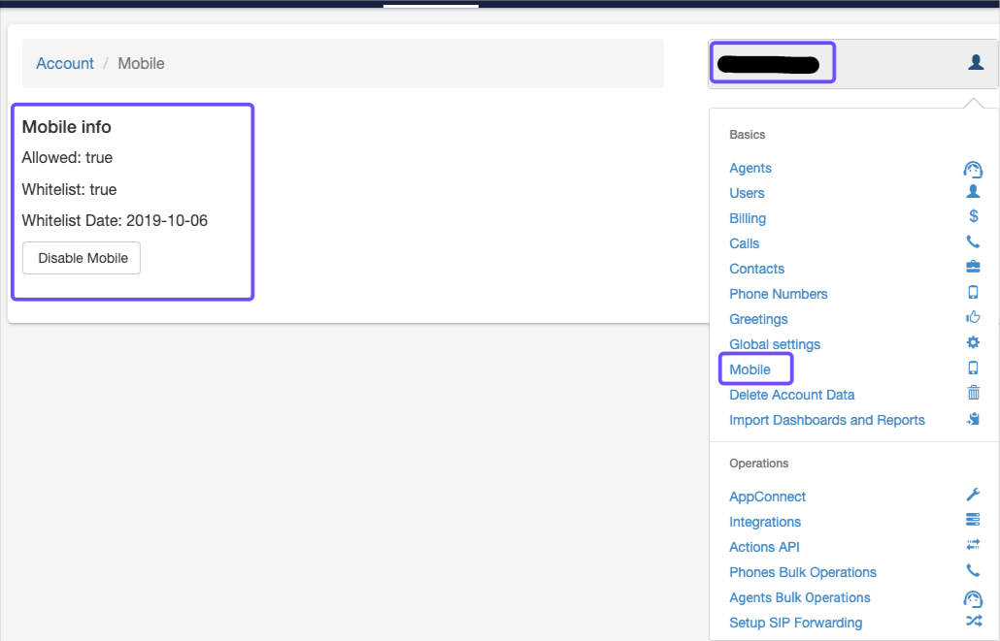 Account / Mobile
Mobile info
Allowed: true
Whitelist: true
Whitelist Date: 2019-10-06
Disable Mobile
Basics
Agents
Users
Billing
Calls
Contacts
Phone Numbers
Greetings
Global settings
Mobile
Delete Account Data
Import Dashboards and Reports
Operations
AppConnect
Integrations
Actions API
Phones Bulk Operations
Agents Bulk Operations
Setup SIP Forwarding